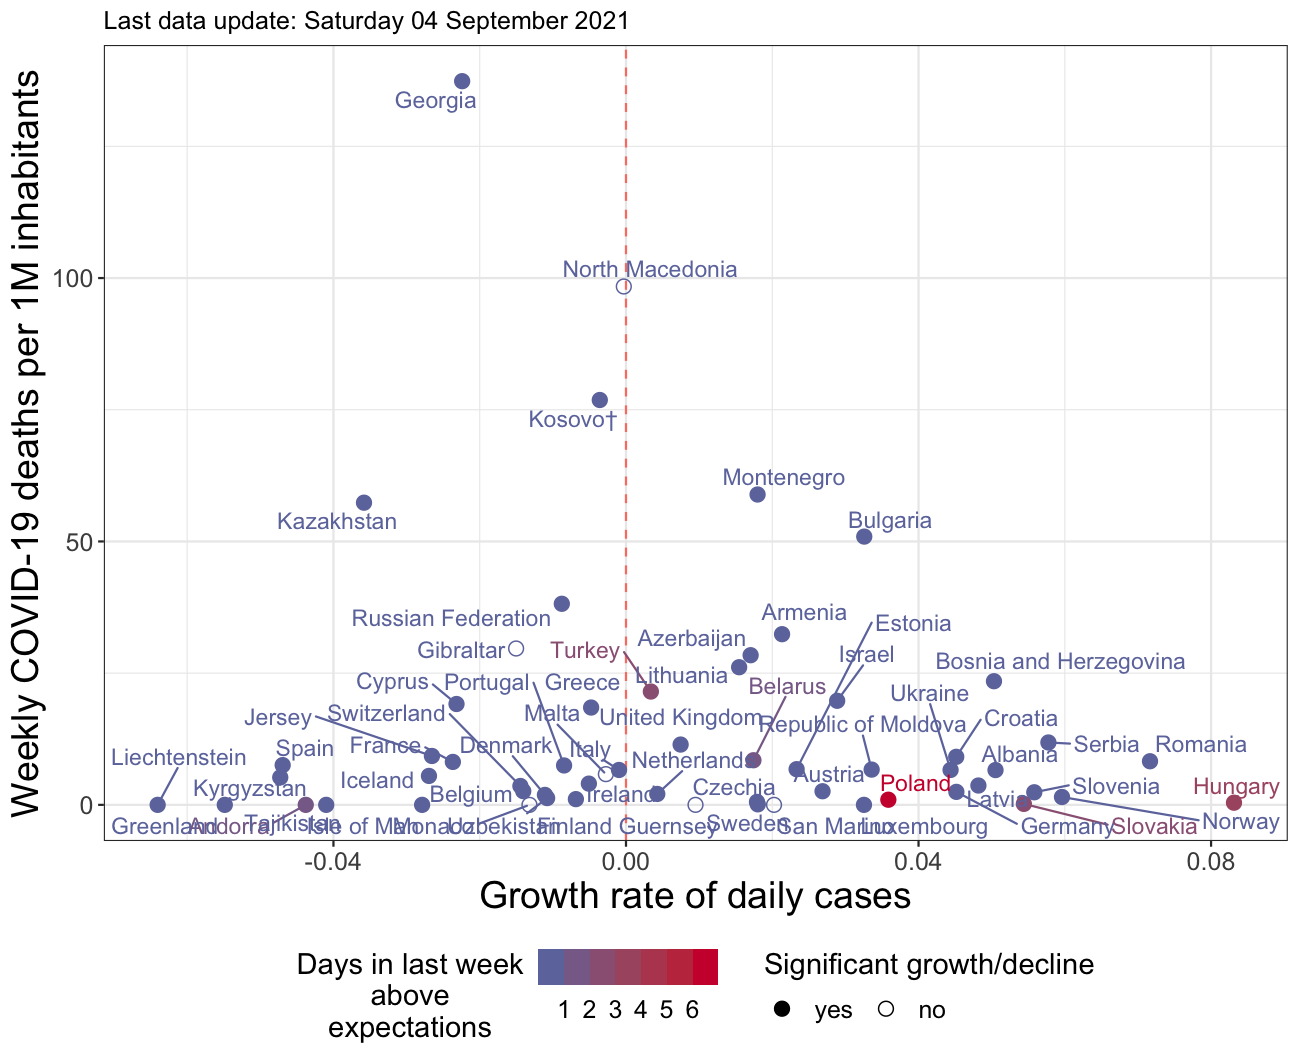 Last data update: Saturday 04 September 2021
Weekly COVID-19 deaths per 1M inhabitants
100
50
0
Georgia
North Macedonia
Kosovo†
Montenegro
Kazakhstan
Bulgaria
Russian Federation
Armenia
Estonia
Gibraltar
Turkey
Azerbaijan
Israel
Lithuania
Bosnia and Herzegovina
Cyprus
Portugal
Greece
Belarus
Ukraine
Jersey
Switzerland
Malta
United Kingdom
Republic of Moldova
Croatia
Liechtenstein
Spain
France
Denmark
Italy
Netherlands
Albania
Serbia
Romania
Kyrgyzstan
Iceland
Belgium
Ireland
Czechia
Austria
Poland
Latvia
Slovenia
Hungary
Greenland
Andorra
Tajikistan
Isle of Man
Monaco
Uzbekistan
Finland
Guernsey
Sweden
San Marino
Luxembourg
Germany
Slovakia
Norway
-0.04
0.00
0.04
0.08
Growth rate of daily cases
Days in last week
above
expectations
1 2 3 4 5 6
Significant growth/decline
yes
no